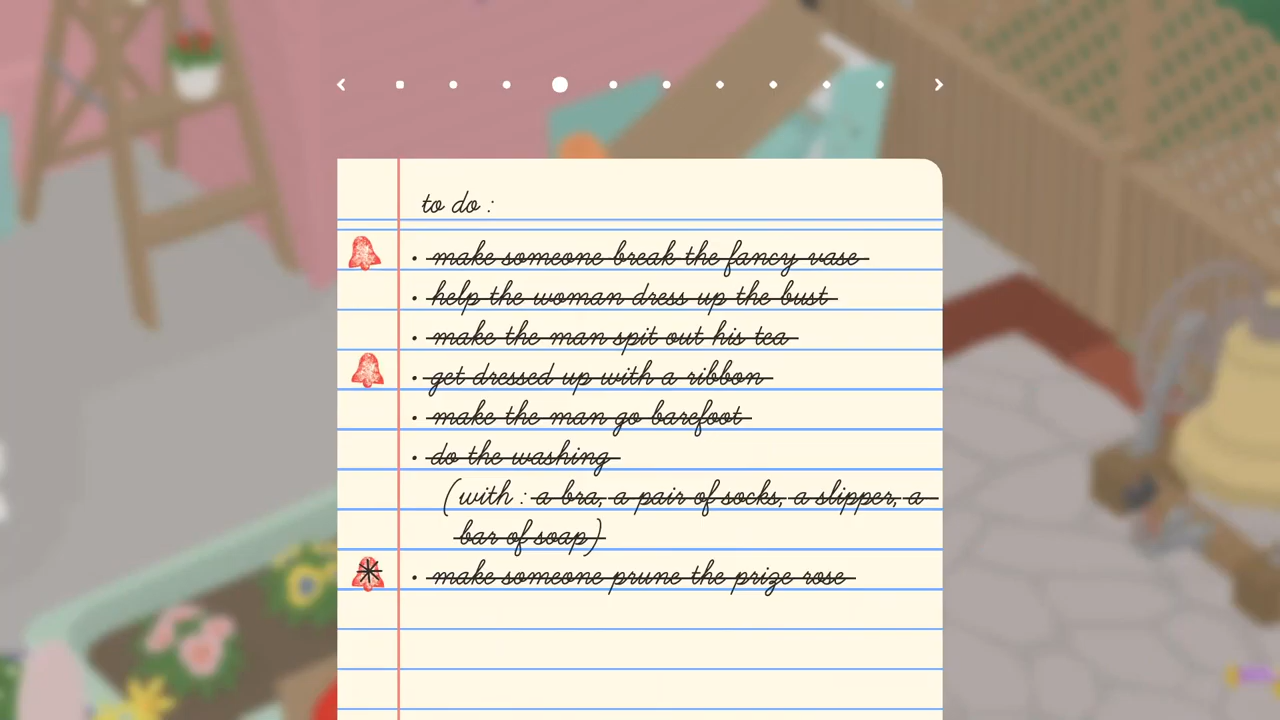 to do :
• make someone break the fancy vase
• help the woman dress up the bust
• make the man spit out his tea
• get dressed up with a ribbon
• make the man go barefoot
• do the washing
(with : a bra, a pair of socks, a slipper, a
bar of soap)
• make someone prune the prize rose